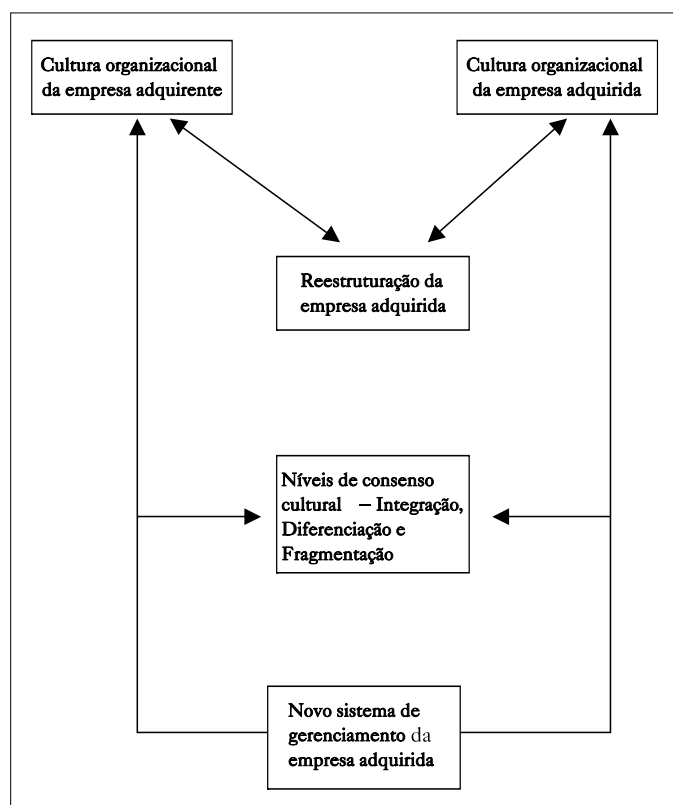 Cultura organizacional
da empresa adquirente
Cultura organizacional
da empresa adquirida
Reestruturação da
empresa adquirida
Níveis de consenso
cultural – Integração,
Diferenciação e
Fragmentação
Novo sistema de
gerenciamento da
empresa adquirida